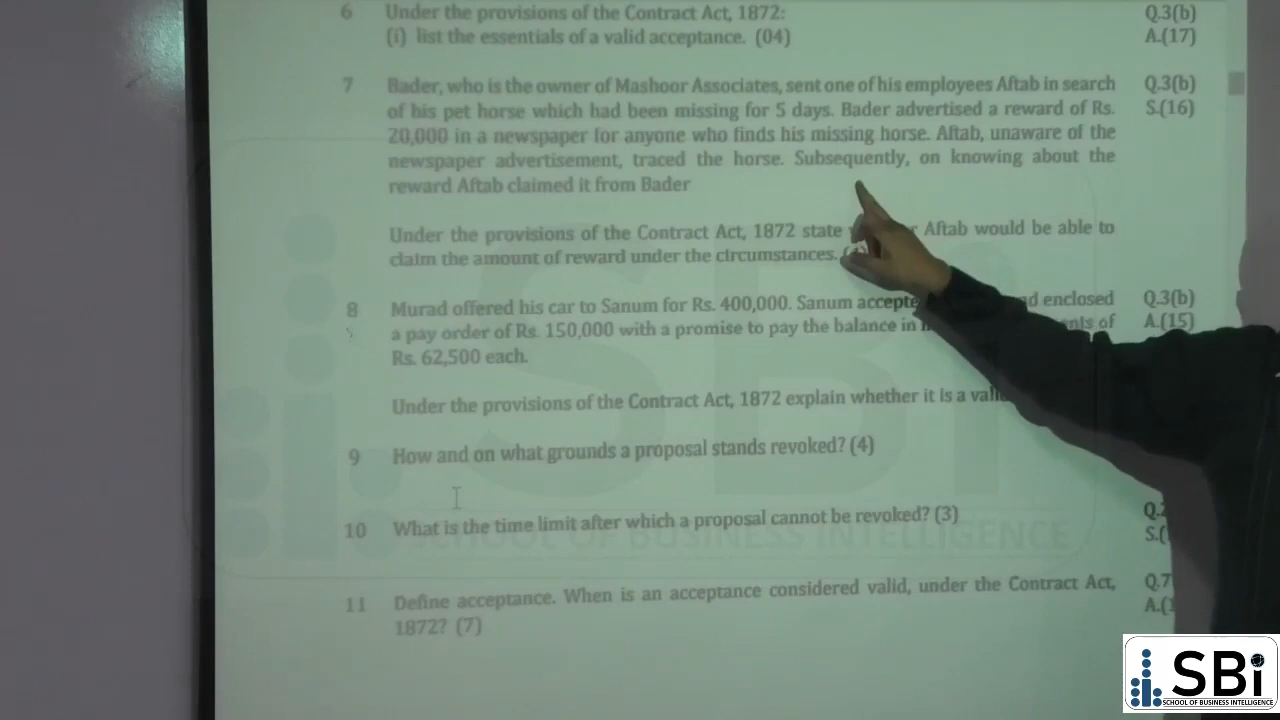 6 Under the provisions of the Contract Act, 1872: Q.3(b)
(i) list the essentials of a valid acceptance. (04) A.(17)
7 Bader, who is the owner of Mashoor Associates, sent one of his employees Aftab in search Q.3(b)
of his pet horse which had been missing for 5 days. Bader advertised a reward of Rs. S.(16)
20,000 in a newspaper for anyone who finds his missing horse. Aftab, unaware of the
newspaper advertisement, traced the horse. Subsequently, on knowing about the
reward Aftab claimed it from Bader
Under the provisions of the Contract Act, 1872 state Aftab would be able to
claim the amount of reward under the circumstances.
8 Murad offered his car to Sanum for Rs. 400,000. Sanum accepte enclosed Q.3(b)
a pay order of Rs. 150,000 with a promise to pay the balance in of A.(15)
Rs. 62,500 each.
Under the provisions of the Contract Act, 1872 explain whether it is a
9 How and on what grounds a proposal stands revoked? (4)
10 What is the time limit after which a proposal cannot be revoked? (3)
SCHOOL OF BUSINESS INTELLIGENCE
11 Define acceptance. When is an acceptance considered valid, under the Contract Act, Q.7
1872? (7) A.(
SBi
SCHOOL OF BUSINESS INTELLIGENCE